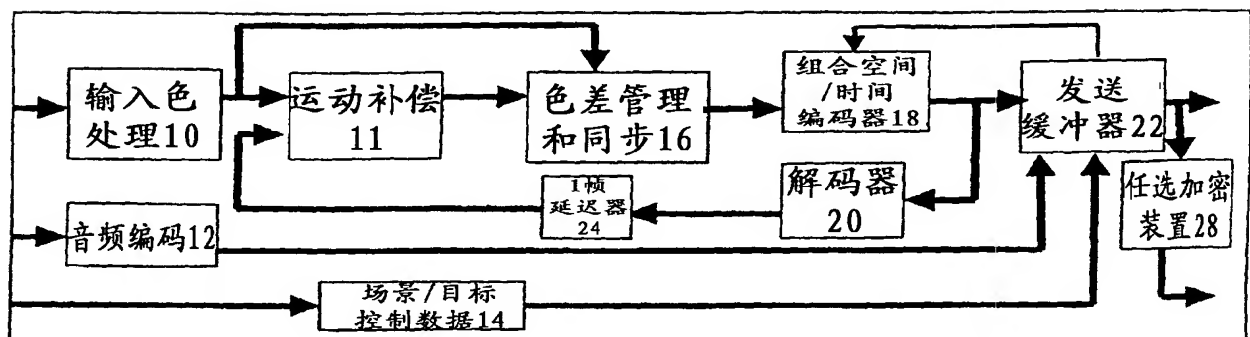 输入色
处理10
运动补偿
11
色差管理
和同步16
组合空间
/时间
编码器18
发送
缓冲器22
1帧
延迟器
24
解码器
20
任选加密
装置28
音频编码12
场景/目标
控制数据14